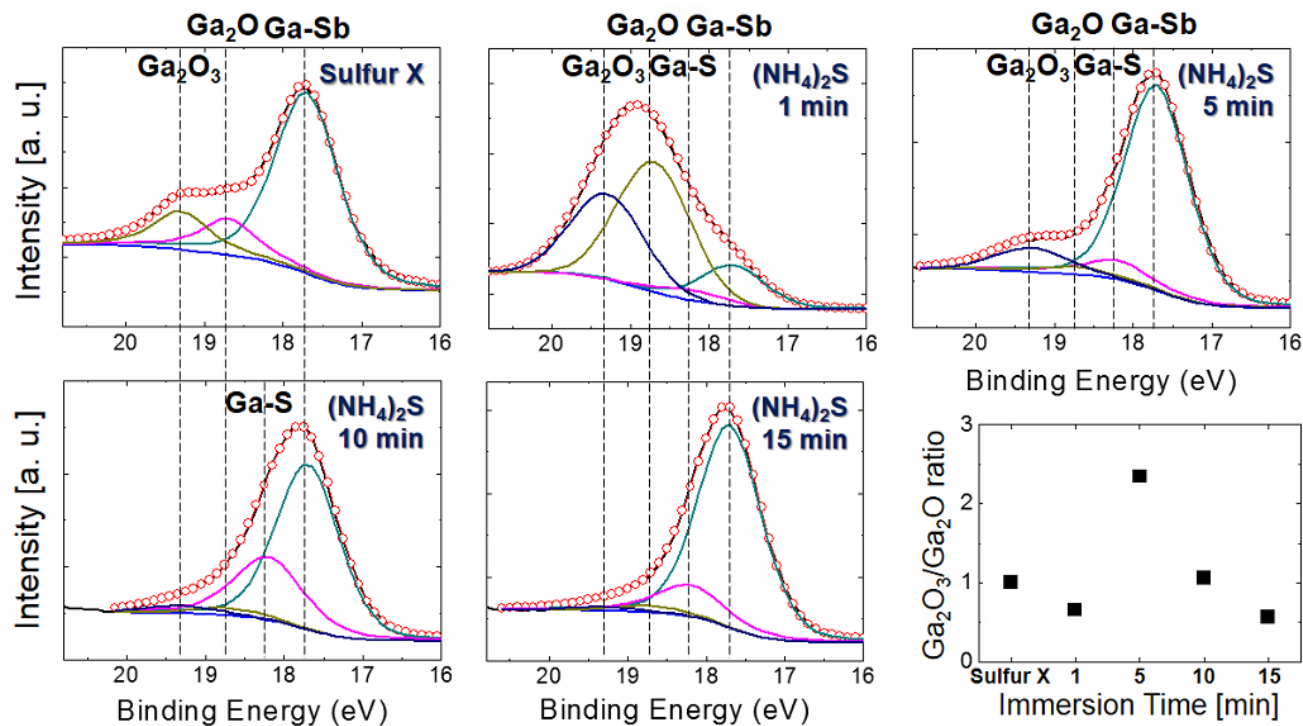 Ga₂O Ga-Sb
Ga₂O₃
Sulfur X
Intensity [a. u.]
20 19 18 17 16
Ga₂O Ga-Sb
Ga₂O₃ Ga-S
(NH₄)₂S
1 min
20 19 18 17 16
Ga₂O Ga-Sb
Ga₂O₃ Ga-S
(NH₄)₂S
5 min
20 19 18 17 16
Binding Energy (eV)
Ga-S
(NH₄)₂S
10 min
Intensity [a. u.]
20 19 18 17 16
Binding Energy (eV)
(NH₄)₂S
15 min
20 19 18 17 16
Binding Energy (eV)
Ga₂O₃/Ga₂O ratio
3
2
1
0
Sulfur X 1 5 10 15
Immersion Time [min]